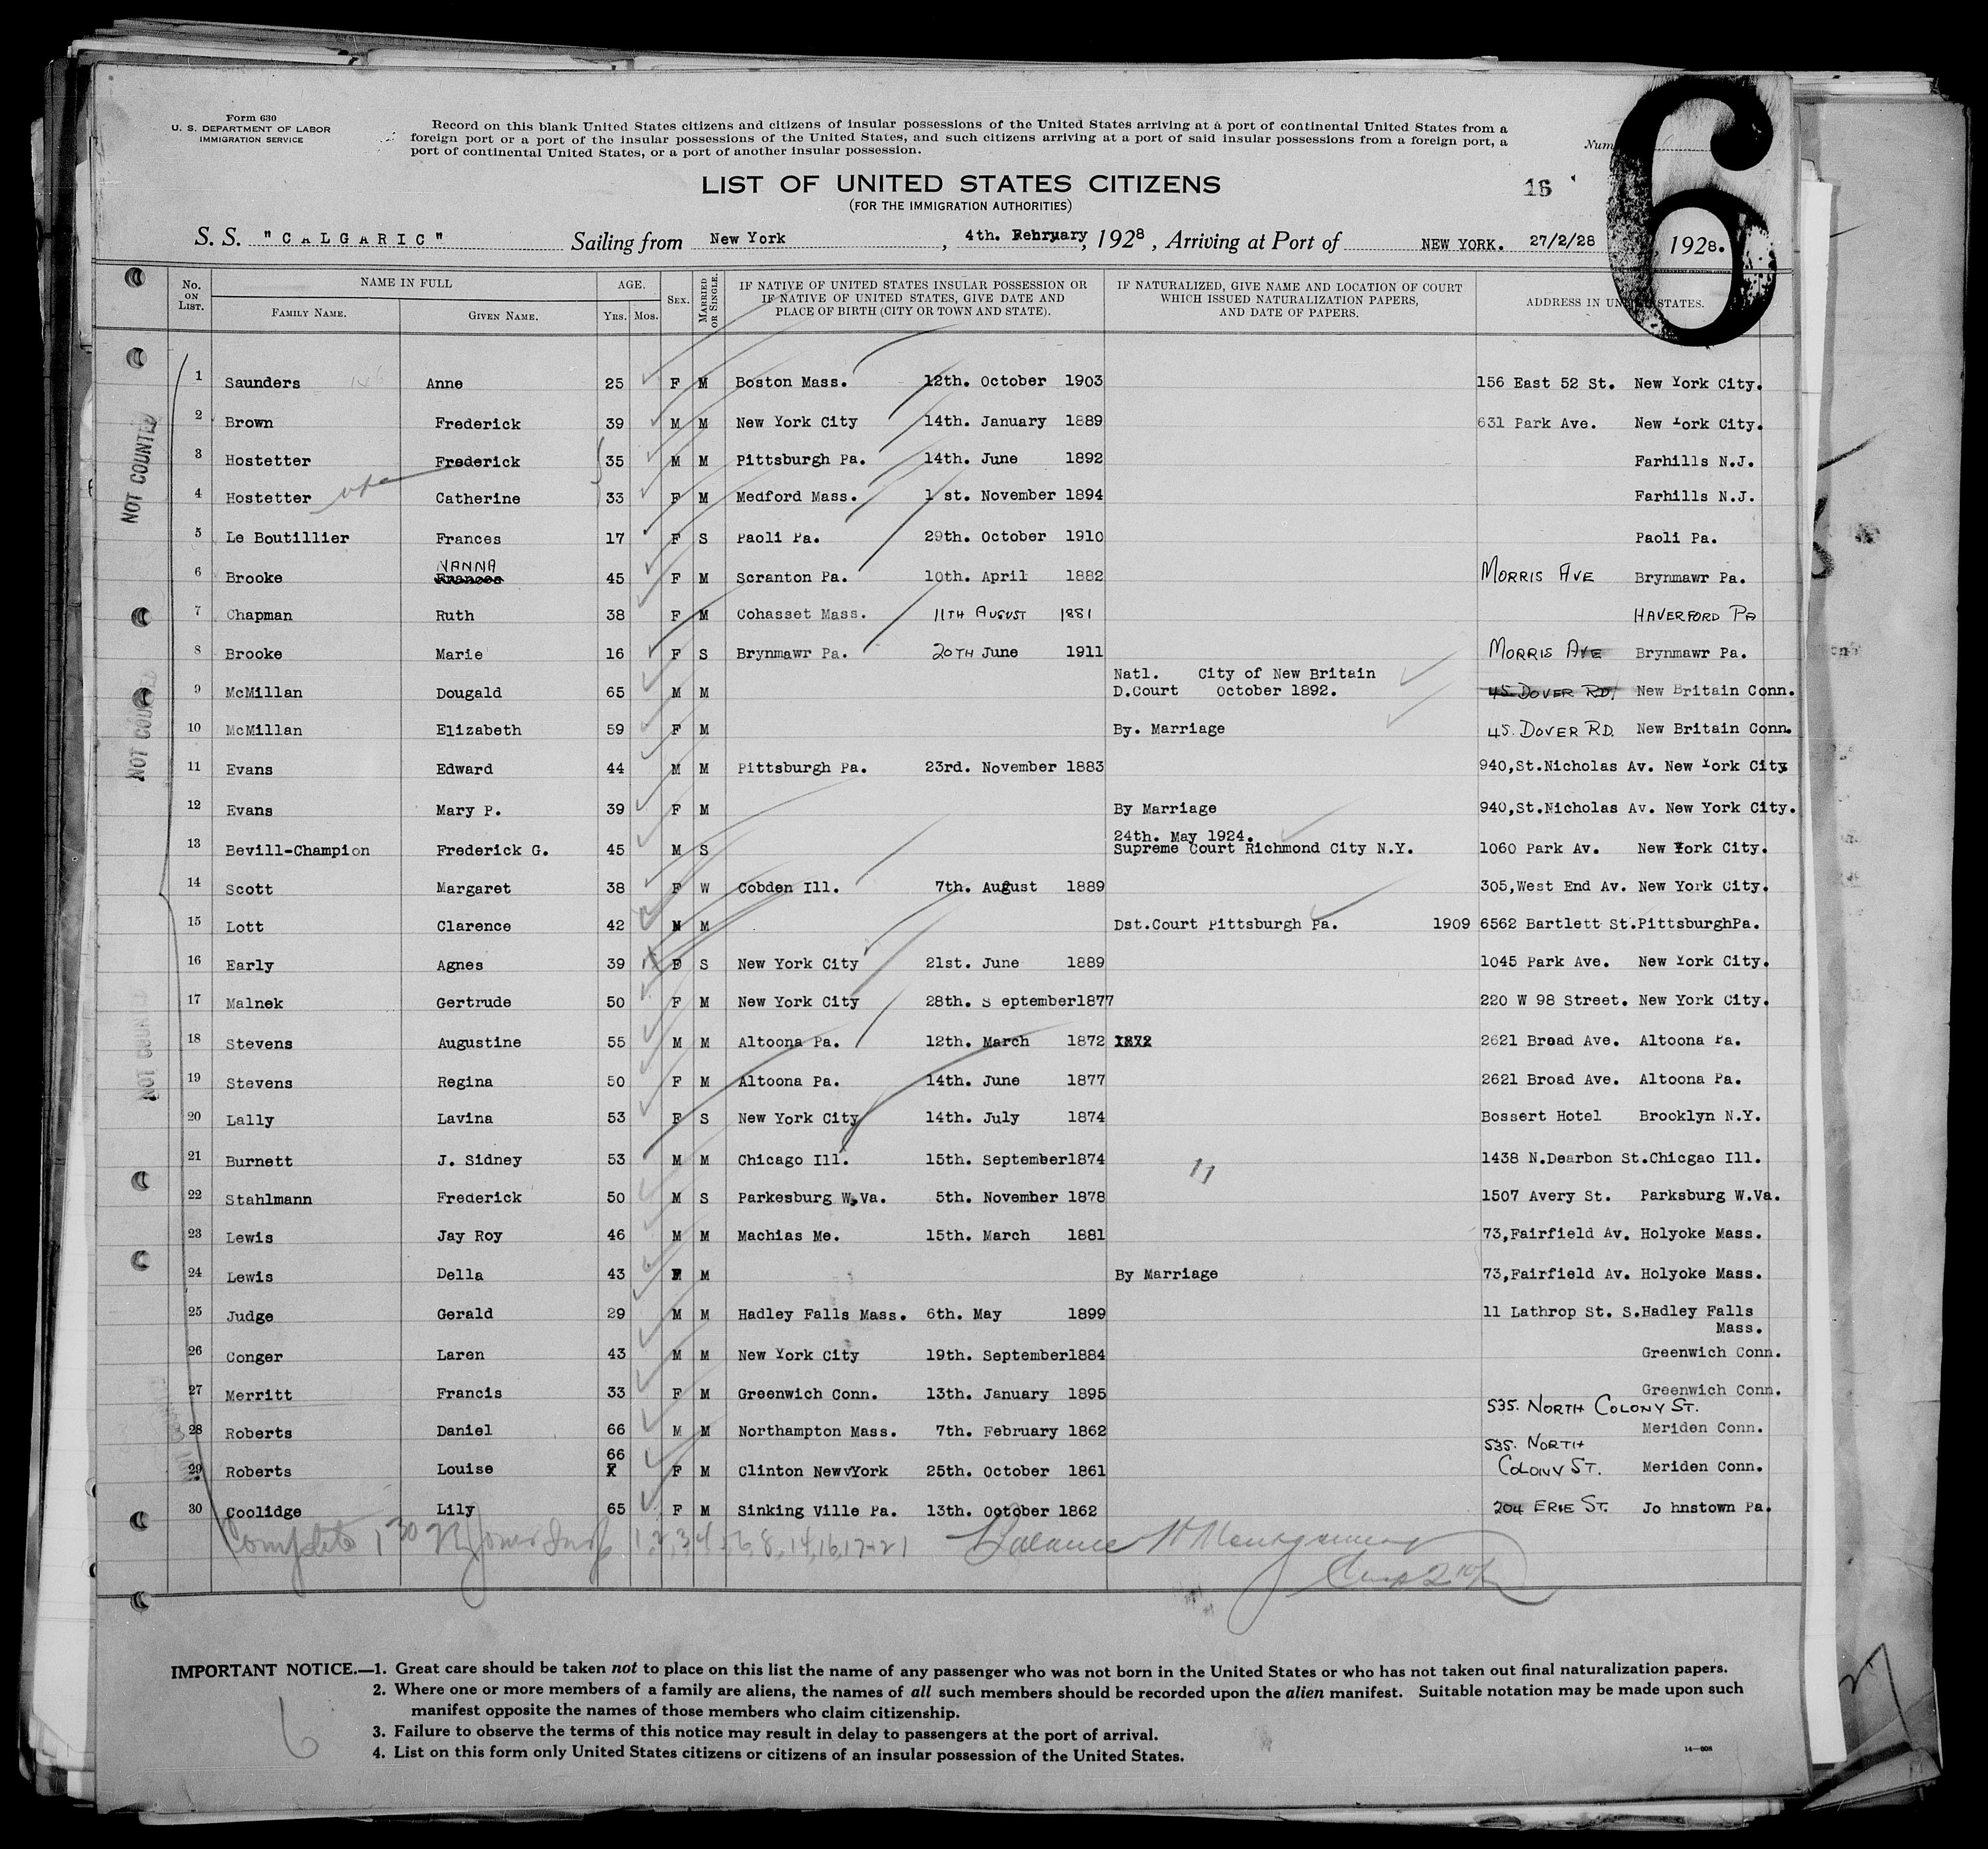 Form 630
U. S. DEPARTMENT OF LABOR
IMMIGRATION SERVICE
Record on this blank United States citizens and citizens of insular possessions of the United States arriving at a port of continental United States from a
foreign port or a port of the insular possessions of the United States, and such citizens arriving at a port of said insular possessions from a foreign port, a
port of continental United States, or a port of another insular possession.
6
LIST OF UNITED STATES CITIZENS
(FOR THE IMMIGRATION AUTHORITIES)
S. S. "CALGARIC" Sailing from New York, 4th. February, 1928, Arriving at Port of NEW YORK. 27/2/28, 1928.
No. ON LIST. NAME IN FULL FAMILY NAME. GIVEN NAME. AGE. YRS. MOS. SEX. MARRIED OR SINGLE. IF NATIVE OF UNITED STATES INSULAR POSSESSION OR IF NATIVE OF UNITED STATES, GIVE DATE AND PLACE OF BIRTH (CITY OR TOWN AND STATE). IF NATURALIZED, GIVE NAME AND LOCATION OF COURT WHICH ISSUED NATURALIZATION PAPERS, AND DATE OF PAPERS. ADDRESS IN UNITED STATES.
1 Saunders Anne 25 F M Boston Mass. 12th. October 1903 156 East 52 St. New York City.
2 Brown Frederick 39 M M New York City 14th. January 1889 631 Park Ave. New York City.
3 Hostetter Frederick 35 M M Pittsburgh Pa. 14th. June 1892 Farhills N.J.
4 Hostetter Catherine 33 F M Medford Mass. 1 st. November 1894 Farhills N.J.
5 Le Boutillier Frances 17 F S Paoli Pa. 29th. October 1910 Paoli Pa.
NANNA
6 Brooke Frances 45 F M Scranton Pa. 10th. April 1882 MORRIS AVE Brynmawr Pa.
7 Chapman Ruth 38 F M Cohasset Mass. 11TH AUGUST 1881 HAVERFORD PA
8 Brooke Marie 16 F S Brynmawr Pa. 20TH June 1911 MORRIS AVE Brynmawr Pa.
Natl. City of New Britain
9 McMillan Dougald 65 M M D.Court October 1892. 45 DOVER RD. New Britain Conn.
10 McMillan Elizabeth 59 F M By. Marriage 45. DOVER RD. New Britain Conn.
11 Evans Edward 44 M M Pittsburgh Pa. 23rd. November 1883 940,St.Nicholas Av. New York City
12 Evans Mary P. 39 F M By Marriage 940,St.Nicholas Av. New York City.
24th. May 1924.
13 Bevill-Champion Frederick G. 45 M S Supreme Court Richmond City N.Y. 1060 Park Av. New York City.
14 Scott Margaret 38 F W Cobden Ill. 7th. August 1889 305,West End Av. New York City.
15 Lott Clarence 42 M M Dst.Court Pittsburgh Pa. 1909 6562 Bartlett St.PittsburghPa.
16 Early Agnes 39 F S New York City 21st. June 1889 1045 Park Ave. New York City.
17 Malnek Gertrude 50 F M New York City 28th. S eptember1877 220 W 98 Street. New York City.
18 Stevens Augustine 55 M M Altoona Pa. 12th. March 1872 1872 2621 Broad Ave. Altoona Pa.
19 Stevens Regina 50 F M Altoona Pa. 14th. June 1877 2621 Broad Ave. Altoona Pa.
20 Lally Lavina 53 F S New York City 14th. July 1874 Bossert Hotel Brooklyn N.Y.
21 Burnett J. Sidney 53 M M Chicago Ill. 15th. September1874 1438 N.Dearbon St.Chicgao Ill.
22 Stahlmann Frederick 50 M S Parkesburg W.Va. 5th. November 1878 1507 Avery St. Parksburg W.Va.
23 Lewis Jay Roy 46 M M Machias Me. 15th. March 1881 73,Fairfield Av. Holyoke Mass.
24 Lewis Della 43 F M By Marriage 73,Fairfield Av. Holyoke Mass.
25 Judge Gerald 29 M M Hadley Falls Mass. 6th. May 1899 11 Lathrop St. S.Hadley Falls
Mass.
26 Conger Laren 43 M M New York City 19th. September1884 Greenwich Conn.
27 Merritt Francis 33 F M Greenwich Conn. 13th. January 1895 Greenwich Conn.
535. NORTH COLONY ST.
28 Roberts Daniel 66 M M Northampton Mass. 7th. February 1862 Meriden Conn.
66 535. NORTH
29 Roberts Louise F M Clinton NewvYork 25th. October 1861 COLONY ST. Meriden Conn.
30 Coolidge Lily 65 F M Sinking Ville Pa. 13th. October 1862 204 ERIE ST. Jo hnstown Pa.
Complete Balance Montgomery
IMPORTANT NOTICE.—1. Great care should be taken not to place on this list the name of any passenger who was not born in the United States or who has not taken out final naturalization papers.
2. Where one or more members of a family are aliens, the names of all such members should be recorded upon the alien manifest. Suitable notation may be made upon such
manifest opposite the names of those members who claim citizenship.
3. Failure to observe the terms of this notice may result in delay to passengers at the port of arrival.
4. List on this form only United States citizens or citizens of an insular possession of the United States.
14—608
6
NOT COUNTED
NOT COUNTED
NOT COUNTED